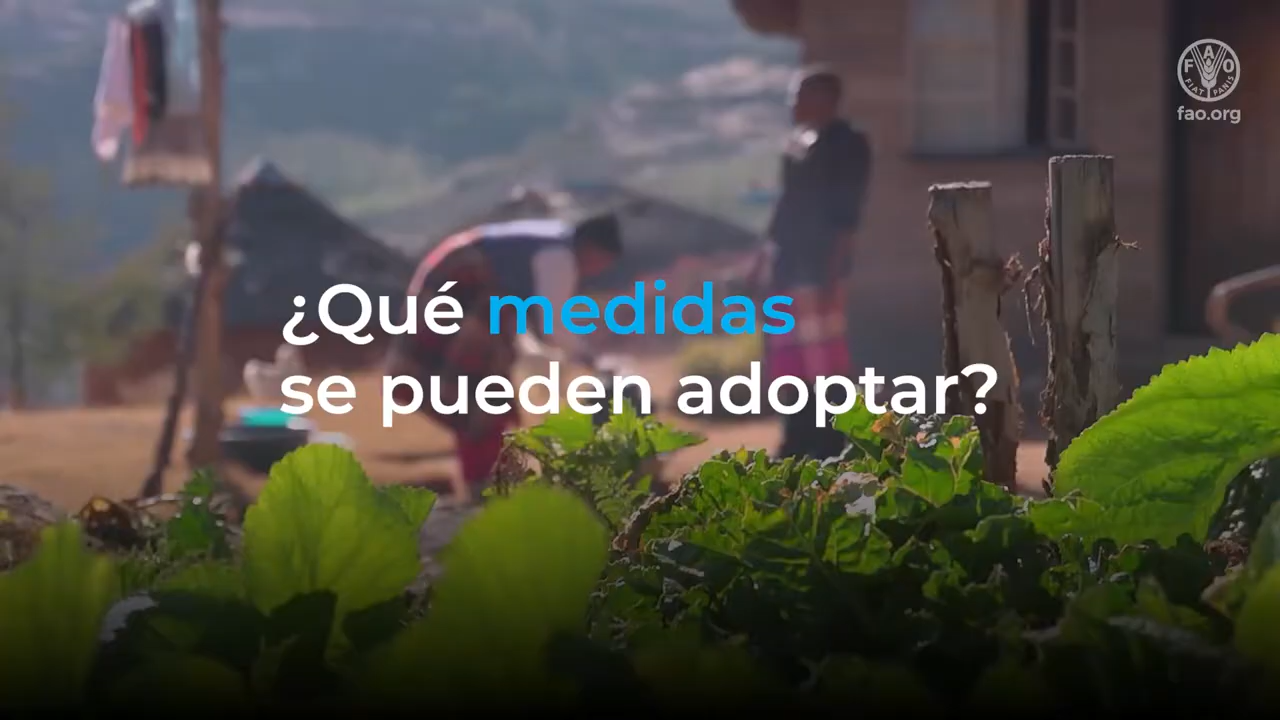 FAO
FIAT PANIS
fao.org
¿Qué medidas
se pueden adoptar?